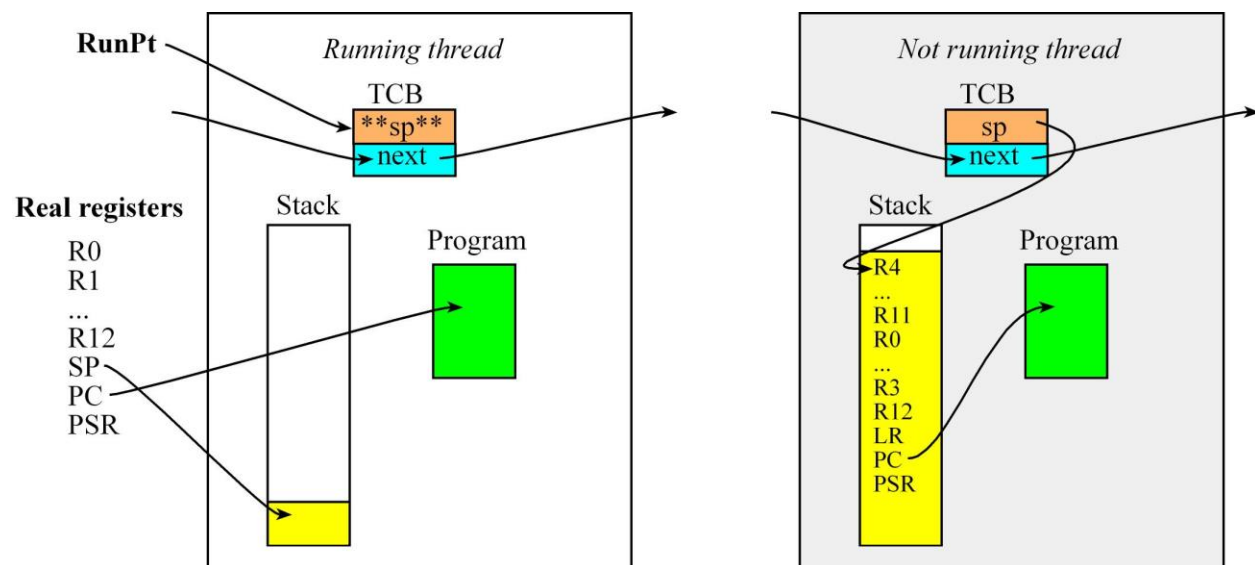 RunPt
Running thread
TCB
**sp**
next
Real registers
R0
R1
...
R12
SP
PC
PSR
Stack
Program
Not running thread
TCB
sp
next
Stack
R4
...
R11
R0
...
R3
R12
LR
PC
PSR
Program